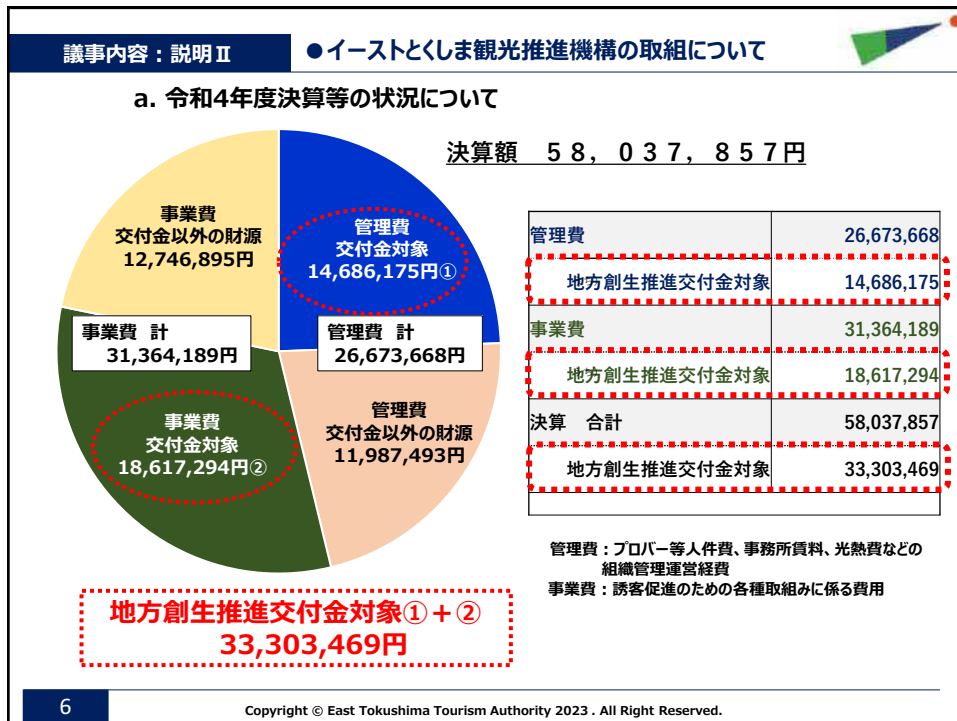 議事内容：説明Ⅱ
●イーストとくしま観光推進機構の取組について
a. 令和4年度決算等の状況について
決算額　５８，０３７，８５７円
事業費
交付金以外の財源
12,746,895円
管理費
交付金対象
14,686,175円①
事業費 計
31,364,189円
管理費 計
26,673,668円
事業費
交付金対象
18,617,294円②
管理費
交付金以外の財源
11,987,493円
地方創生推進交付金対象①＋②
33,303,469円
管理費 26,673,668
地方創生推進交付金対象 14,686,175
事業費 31,364,189
地方創生推進交付金対象 18,617,294
決算　合計 58,037,857
地方創生推進交付金対象 33,303,469
管理費：プロパー等人件費、事務所賃料、光熱費などの
組織管理運営経費
事業費：誘客促進のための各種取組みに係る費用
6
Copyright © East Tokushima Tourism Authority 2023 . All Right Reserved.